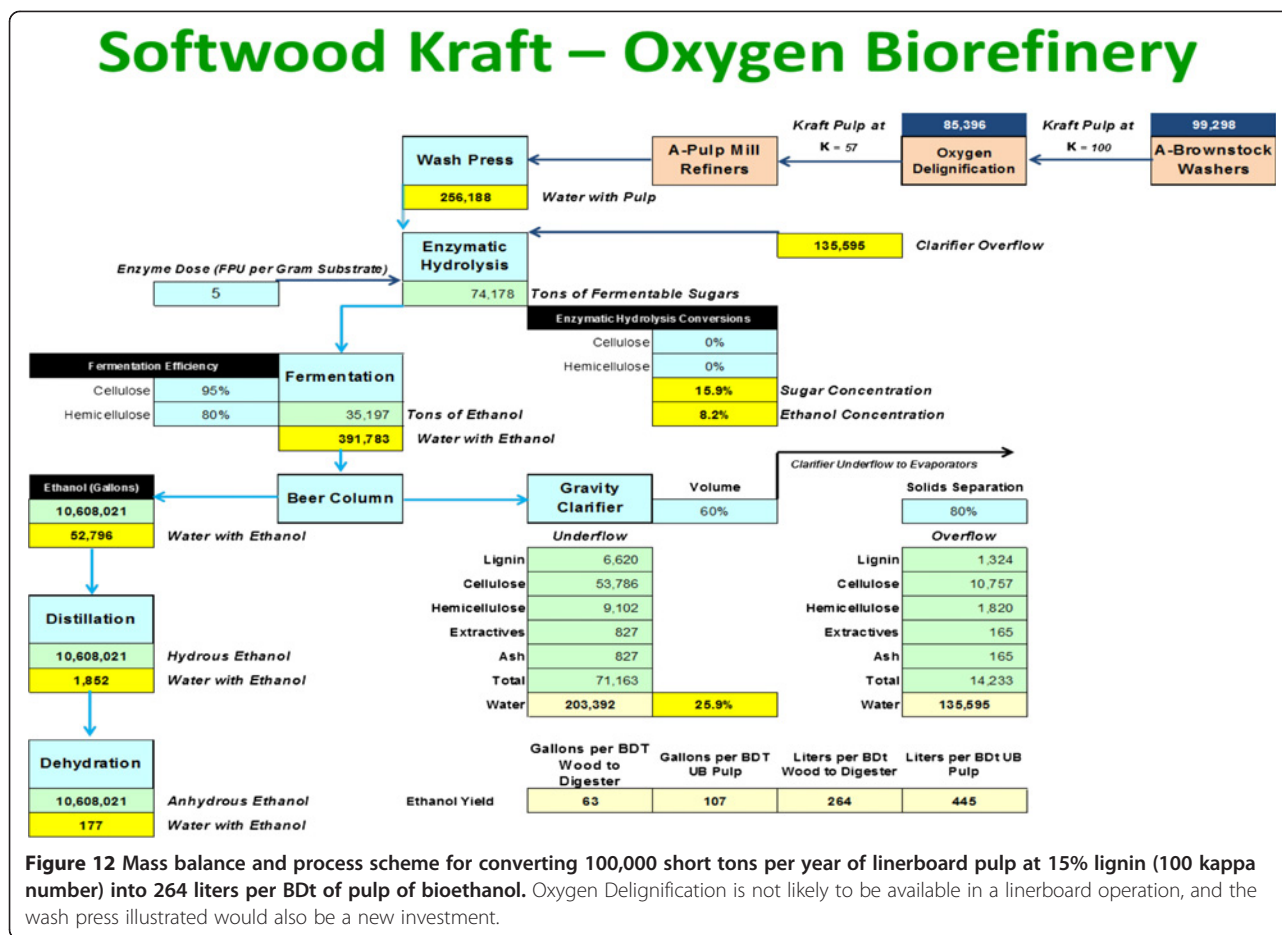 Softwood Kraft – Oxygen Biorefinery
Kraft Pulp at
K = 57
85,396
Kraft Pulp at
K = 100
99,298
Wash Press
A-Pulp Mill
Refiners
Oxygen
Delignification
A-Brownstock
Washers
256,188
Water with Pulp
Enzymatic
Hydrolysis
135,595
Clarifier Overflow
Enzyme Dose (FPU per Gram Substrate)
5
74,178
Tons of Fermentable Sugars
Enzymatic Hydrolysis Conversions
Cellulose
0%
Hemicellulose
0%
Fermentation Efficiency
Fermentation
Cellulose
95%
15.9%
Sugar Concentration
Hemicellulose
80%
35,197
Tons of Ethanol
8.2%
Ethanol Concentration
391,783
Water with Ethanol
Clarifier Underflow to Evaporators
Ethanol (Gallons)
Beer Column
Gravity
Clarifier
Volume
60%
Solids Separation
80%
10,608,021
52,796
Water with Ethanol
Underflow
Overflow
Lignin
6,620
1,324
Cellulose
53,786
10,757
Hemicellulose
9,102
1,820
Extractives
827
165
Ash
827
165
Total
71,163
14,233
Water
203,392
25.9%
Water
135,595
Distillation
10,608,021
Hydrous Ethanol
1,852
Water with Ethanol
Dehydration
10,608,021
Anhydrous Ethanol
177
Water with Ethanol
Gallons per BDT
Wood to
Digester
Gallons per BDT
UB Pulp
Liters per BDt
Wood to Digester
Liters per BDt UB
Pulp
Ethanol Yield
63
107
264
445
Figure 12 Mass balance and process scheme for converting 100,000 short tons per year of linerboard pulp at 15% lignin (100 kappa
number) into 264 liters per BDt of pulp of bioethanol. Oxygen Delignification is not likely to be available in a linerboard operation, and the
wash press illustrated would also be a new investment.